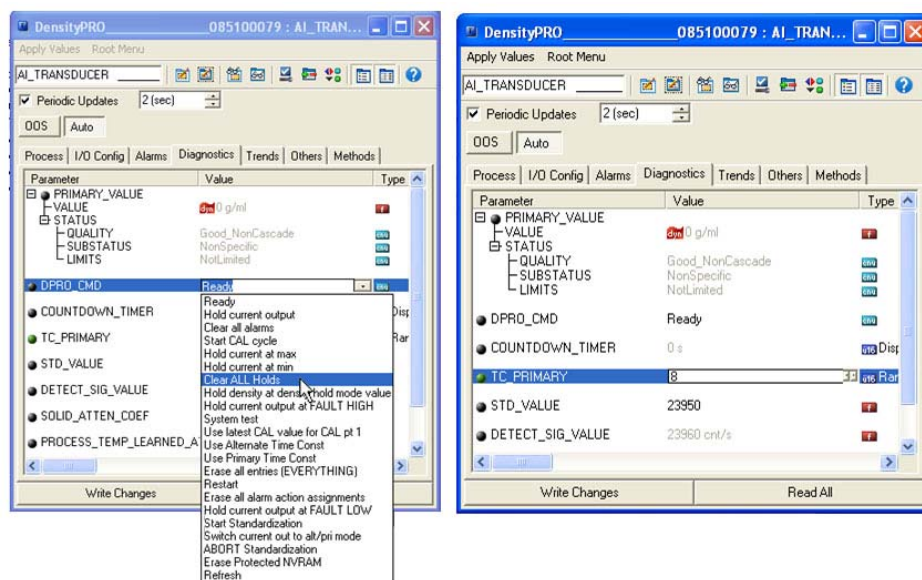 DensityPRO 085100079 : AI_TRAN...
Apply Values Root Menu
AI_TRANSDUCER
Periodic Updates 2 (sec)
OOS Auto
Process I/O Config Alarms Diagnostics Trends Others Methods
Parameter Value Type
PRIMARY_VALUE
VALUE dyn 0 g/ml
STATUS
QUALITY Good_NonCascade
SUBSTATUS NonSpecific
LIMITS NotLimited
DPRO_CMD Ready
COUNTDOWN_TIMER
TC_PRIMARY
STD_VALUE
DETECT_SIG_VALUE
SOLID_ATTEN_COEF
PROCESS_TEMP_LEARNED_A
Ready
Hold current output
Clear all alarms
Start CAL cycle
Hold current at max
Hold current at min
Clear ALL Holds
Hold density at dens hold mode value
Hold current output at FAULT HIGH
System test
Use latest CAL value for CAL pt 1
Use Alternate Time Const
Use Primary Time Const
Erase all entries (EVERYTHING)
Restart
Erase all alarm action assignments
Hold current output at FAULT LOW
Start Standardization
Switch current out to alt/pri mode
ABORT Standardization
Erase Protected NVRAM
Refresh
Write Changes
DensityPRO 085100079 : AI_TRAN...
Apply Values Root Menu
AI_TRANSDUCER
Periodic Updates 2 (sec)
OOS Auto
Process I/O Config Alarms Diagnostics Trends Others Methods
Parameter Value Type
PRIMARY_VALUE
VALUE dyn 0 g/ml
STATUS
QUALITY Good_NonCascade
SUBSTATUS NonSpecific
LIMITS NotLimited
DPRO_CMD Ready
COUNTDOWN_TIMER 0 s u16 Disp
TC_PRIMARY 8 u16 Ran
STD_VALUE 23950
DETECT_SIG_VALUE 23960 cnt/s
Write Changes Read All